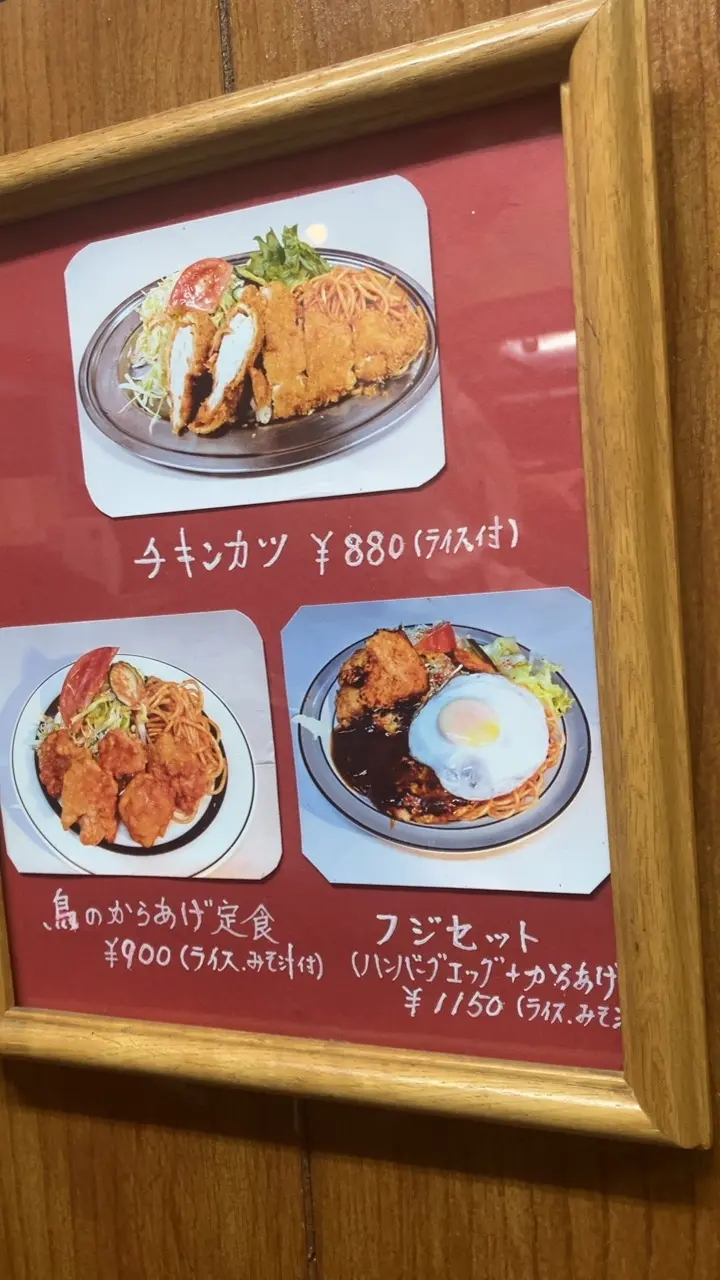 チキンカツ ¥880(ライス付)
鳥のからあげ定食
¥900(ライス、みそ汁付)
フジセット
(ハンバーグエッグ+からあげ
¥1150(ライス、みそ